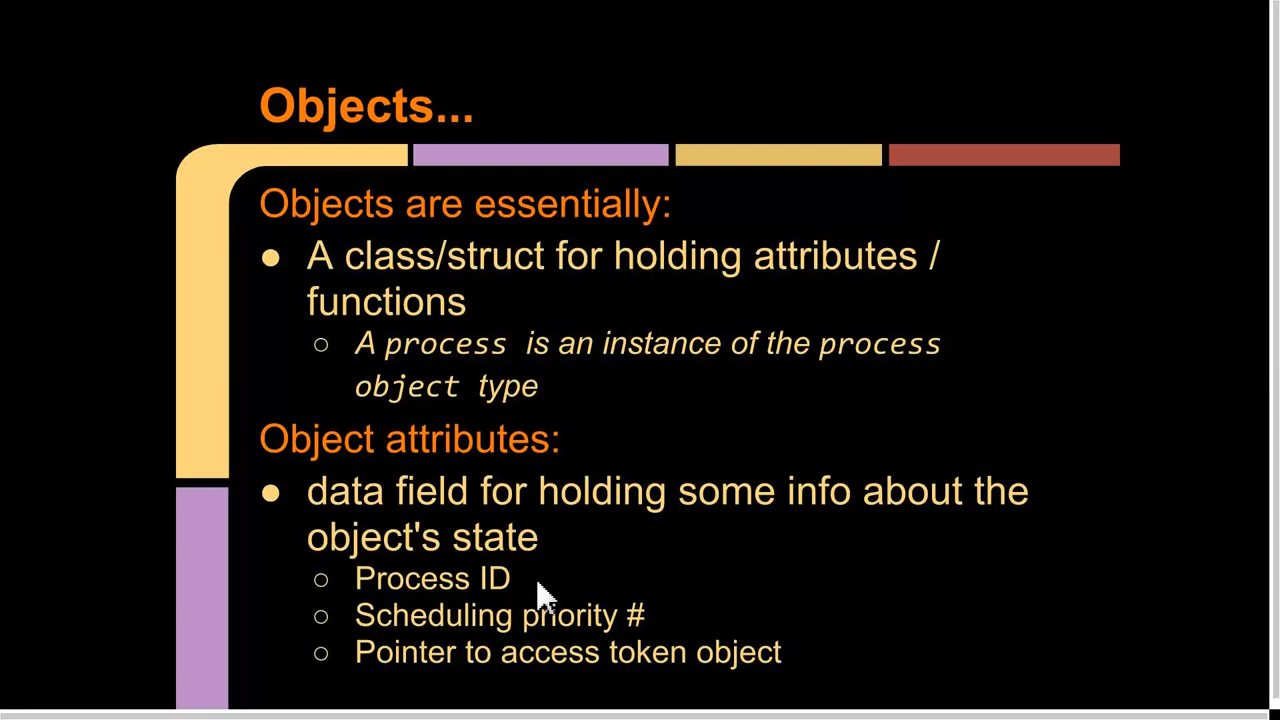 Objects...
Objects are essentially:
● A class/struct for holding attributes /
functions
○ A process is an instance of the process
object type
Object attributes:
● data field for holding some info about the
object's state
○ Process ID
○ Scheduling priority #
○ Pointer to access token object